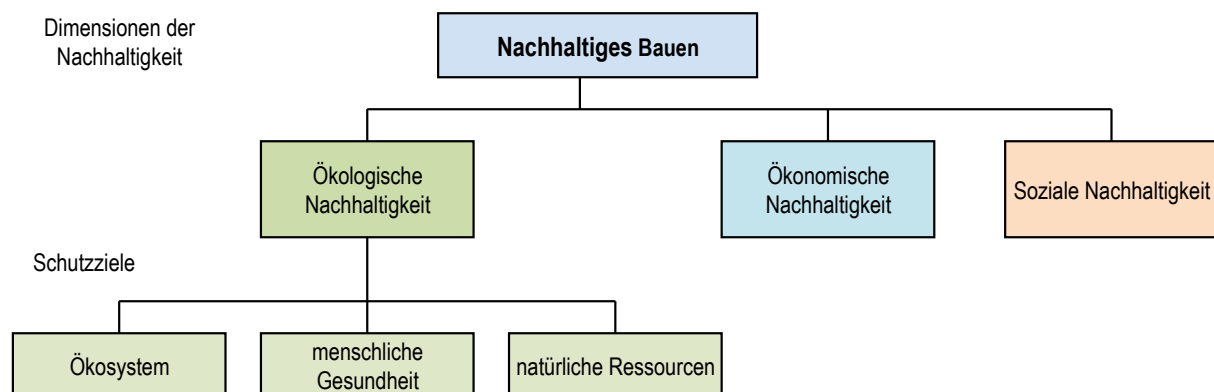 Dimensionen der
Nachhaltigkeit
Nachhaltiges Bauen
Ökologische
Nachhaltigkeit
Ökonomische
Nachhaltigkeit
Soziale Nachhaltigkeit
Schutzziele
Ökosystem
menschliche
Gesundheit
natürliche Ressourcen